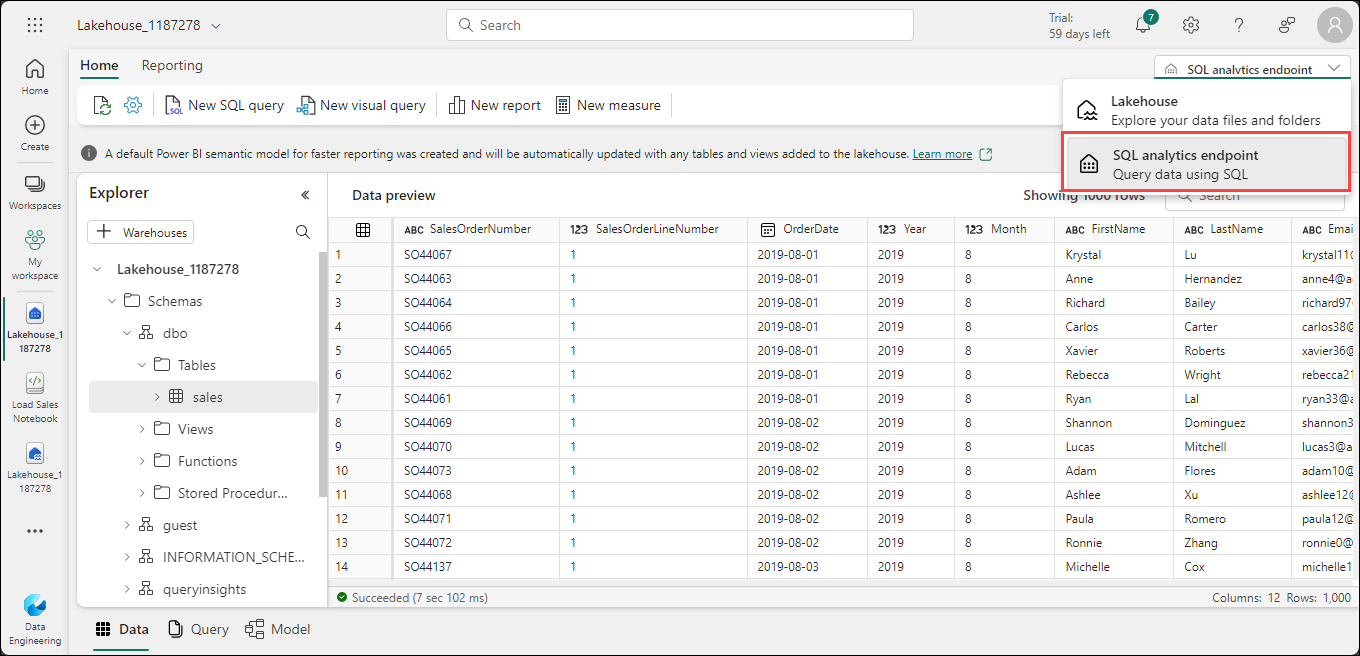 Lakehouse_1187278
Search
Trial:
59 days left
7
Home
Create
Workspaces
My
workspace
Lakehouse_1
187278
Load Sales
Notebook
Lakehouse_1
187278
Data
Engineering
Home Reporting
SQL analytics endpoint
New SQL query New visual query New report New measure
Lakehouse
Explore your data files and folders
SQL analytics endpoint
Query data using SQL
A default Power BI semantic model for faster reporting was created and will be automatically updated with any tables and views added to the lakehouse. Learn more
Explorer
Warehouses
Lakehouse_1187278
Schemas
dbo
Tables
sales
Views
Functions
Stored Procedur...
guest
INFORMATION_SCHE...
queryinsights
Data preview
Showing 1000 rows
Search
ABC SalesOrderNumber 123 SalesOrderLineNumber OrderDate 123 Year 123 Month ABC FirstName ABC LastName ABC Emai
1 SO44067 1 2019-08-01 2019 8 Krystal Lu krystal11@
2 SO44063 1 2019-08-01 2019 8 Anne Hernandez anne4@a
3 SO44064 1 2019-08-01 2019 8 Richard Bailey richard97
4 SO44066 1 2019-08-01 2019 8 Carlos Carter carlos38@
5 SO44065 1 2019-08-01 2019 8 Xavier Roberts xavier36@
6 SO44062 1 2019-08-01 2019 8 Rebecca Wright rebecca21
7 SO44061 1 2019-08-01 2019 8 Ryan Lal ryan33@a
8 SO44069 1 2019-08-02 2019 8 Shannon Dominguez shannon3
9 SO44070 1 2019-08-02 2019 8 Lucas Mitchell lucas3@a
10 SO44073 1 2019-08-02 2019 8 Adam Flores adam10@
11 SO44068 1 2019-08-02 2019 8 Ashlee Xu ashlee12@
12 SO44071 1 2019-08-02 2019 8 Paula Romero paula12@
13 SO44072 1 2019-08-02 2019 8 Ronnie Zhang ronnie0@
14 SO44137 1 2019-08-03 2019 8 Michelle Cox michelle1
Succeeded (7 sec 102 ms)
Columns: 12 Rows: 1,000
Data Query Model